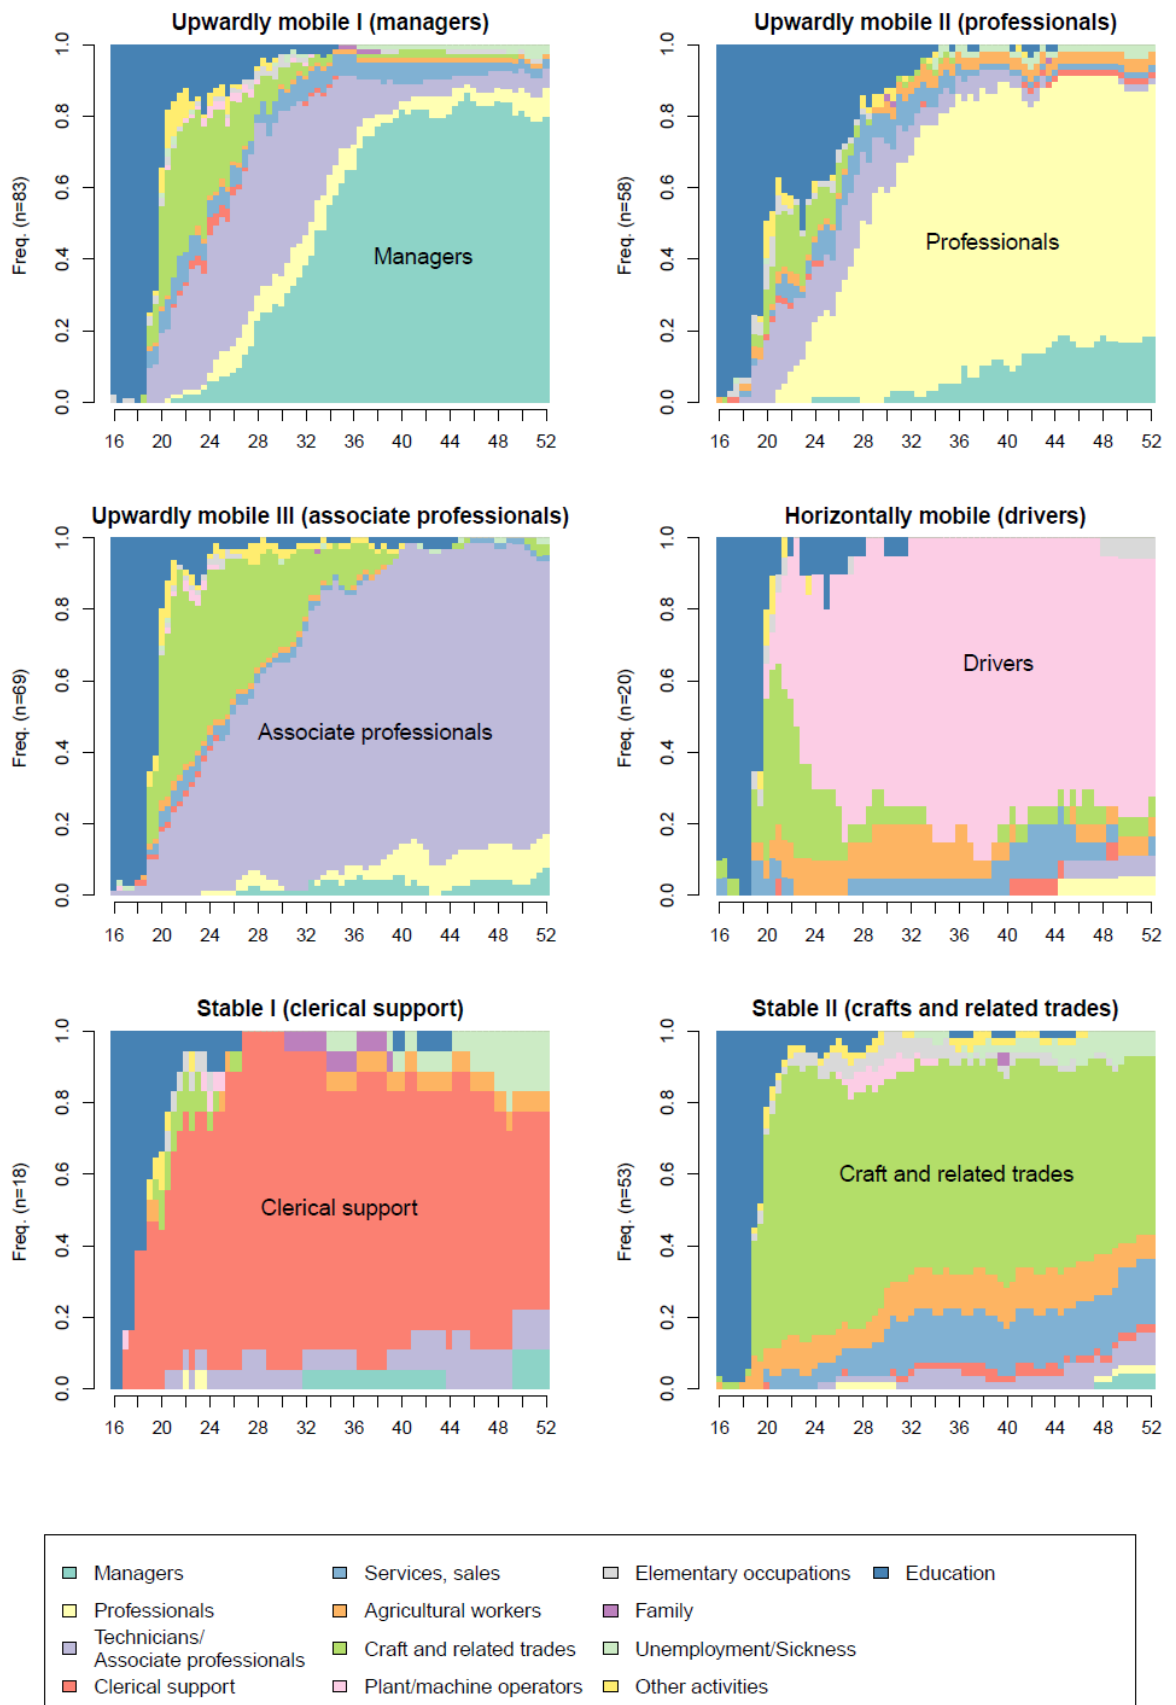 Upwardly mobile I (managers)
Freq. (n=83)
0.0 0.2 0.4 0.6 0.8 1.0
Managers
16 20 24 28 32 36 40 44 48 52
Upwardly mobile II (professionals)
Freq. (n=58)
0.0 0.2 0.4 0.6 0.8 1.0
Professionals
16 20 24 28 32 36 40 44 48 52
Upwardly mobile III (associate professionals)
Freq. (n=69)
0.0 0.2 0.4 0.6 0.8 1.0
Associate professionals
16 20 24 28 32 36 40 44 48 52
Horizontally mobile (drivers)
Freq. (n=20)
0.0 0.2 0.4 0.6 0.8 1.0
Drivers
16 20 24 28 32 36 40 44 48 52
Stable I (clerical support)
Freq. (n=18)
0.0 0.2 0.4 0.6 0.8 1.0
Clerical support
16 20 24 28 32 36 40 44 48 52
Stable II (crafts and related trades)
Freq. (n=53)
0.0 0.2 0.4 0.6 0.8 1.0
Craft and related trades
16 20 24 28 32 36 40 44 48 52
Managers
Professionals
Technicians/
Associate professionals
Clerical support
Services, sales
Agricultural workers
Craft and related trades
Plant/machine operators
Elementary occupations
Family
Unemployment/Sickness
Other activities
Education